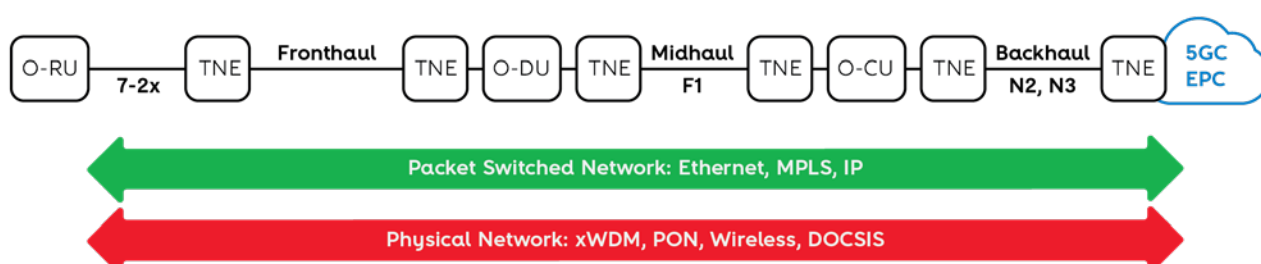 O-RU
7-2x
TNE
Fronthaul
TNE
O-DU
TNE
Midhaul
F1
TNE
O-CU
TNE
Backhaul
N2, N3
TNE
5GC
EPC
Packet Switched Network: Ethernet, MPLS, IP
Physical Network: xWDM, PON, Wireless, DOCSIS